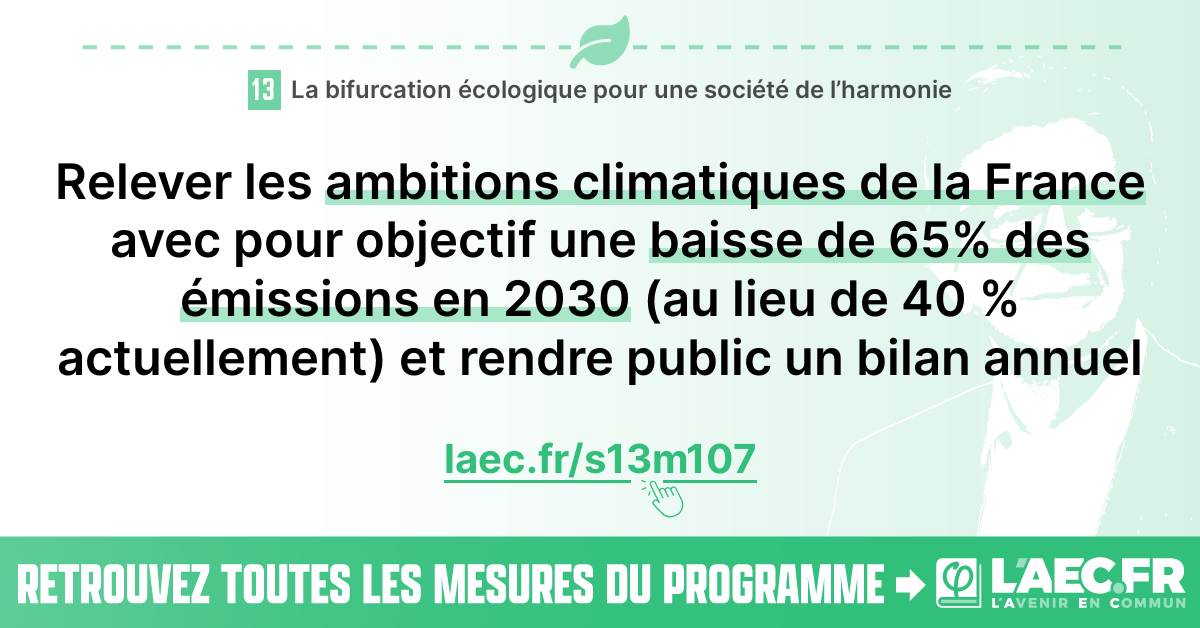 13 La bifurcation écologique pour une société de l’harmonie
Relever les ambitions climatiques de la France
avec pour objectif une baisse de 65% des
émissions en 2030 (au lieu de 40 %
actuellement) et rendre public un bilan annuel
laec.fr/s13m107
RETROUVEZ TOUTES LES MESURES DU PROGRAMME
L'AEC.FR
L'AVENIR EN COMMUN